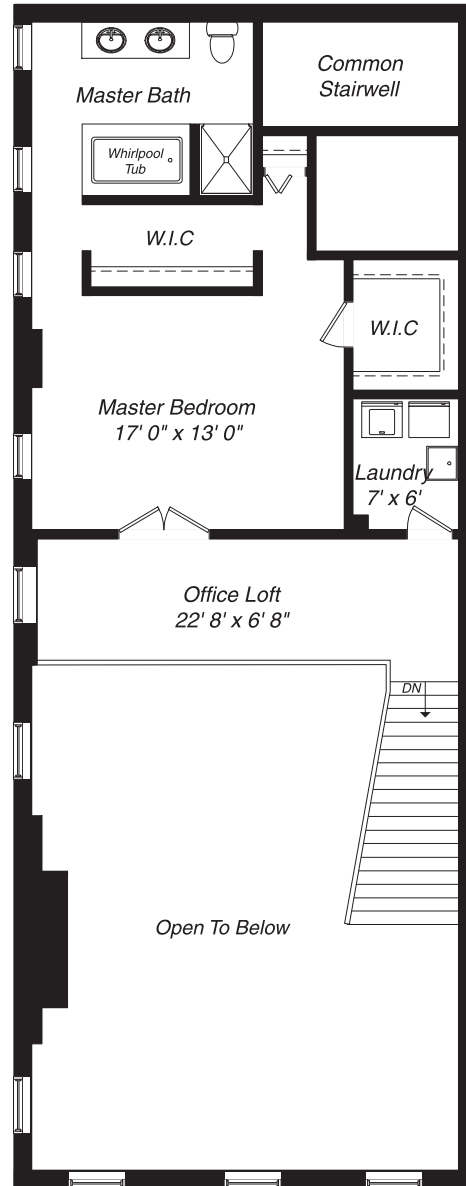 Common
Stairwell
Master Bath
Whirlpool
Tub
W.I.C
W.I.C
Master Bedroom
17' 0" x 13' 0"
Laundry
7' x 6'
Office Loft
22' 8' x 6' 8"
DN
Open To Below